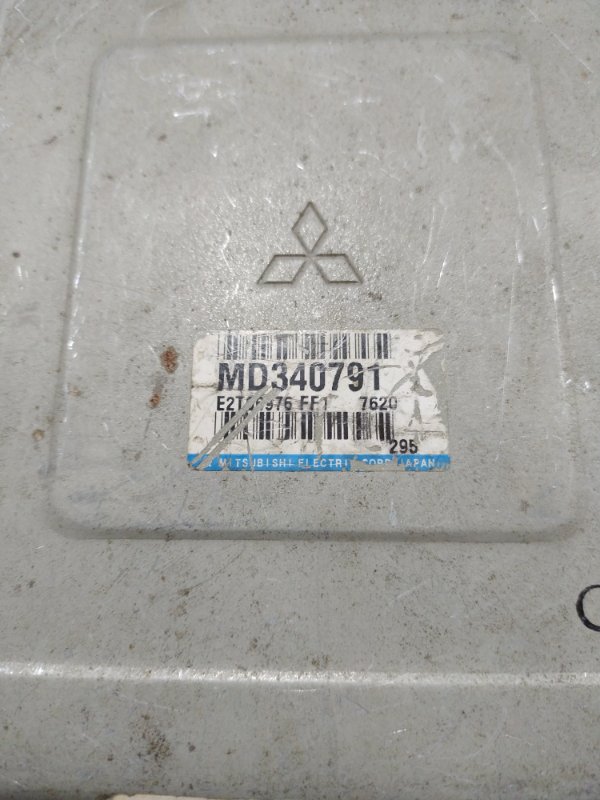 MD340791
FF1 7620
295
MITSUBISHI ELECTRIC CORP. JAPAN